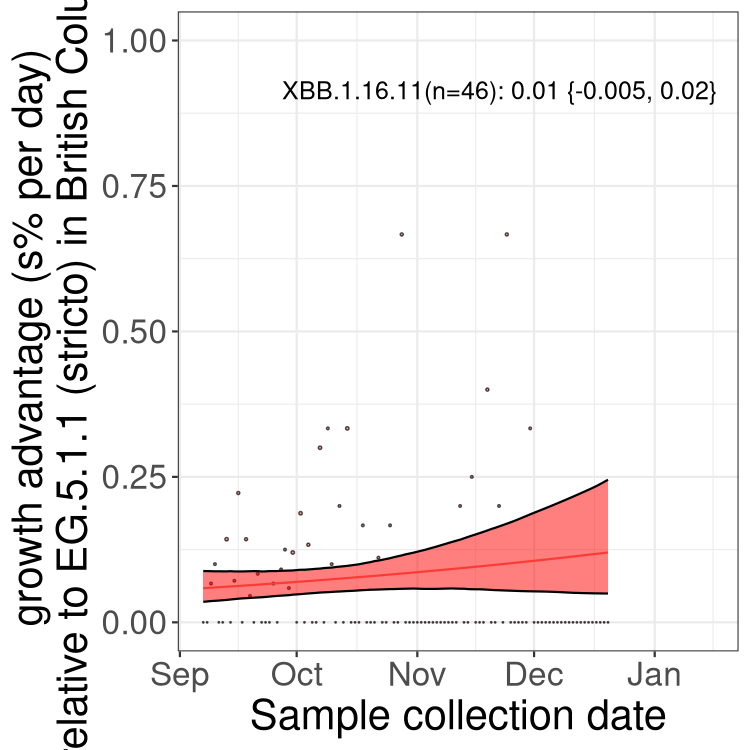 growth advantage (s% per day)
relative to EG.5.1.1 (stricto) in British
1.00
0.75
0.50
0.25
0.00
XBB.1.16.11(n=46): 0.01 {-0.005, 0.02}
Sep Oct Nov Dec Jan
Sample collection date